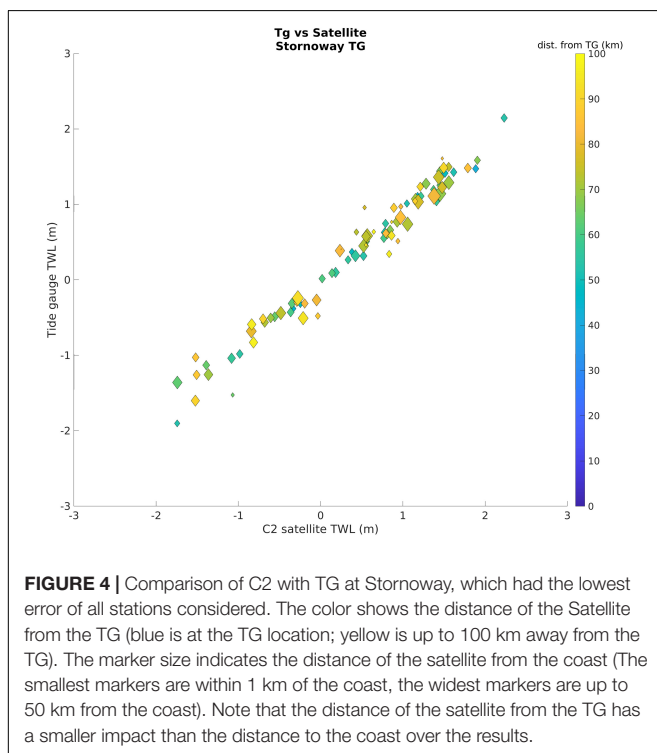 Tg vs Satellite
Stornoway TG
dist. from TG (km)
3
2
1
0
-1
-2
-3
Tide gauge TWL (m)
-3
-2
-1
0
1
2
3
C2 satellite TWL (m)
100
90
80
70
60
50
40
30
20
10
0
FIGURE 4 | Comparison of C2 with TG at Stornoway, which had the lowest
error of all stations considered. The color shows the distance of the Satellite
from the TG (blue is at the TG location; yellow is up to 100 km away from the
TG). The marker size indicates the distance of the satellite from the coast (The
smallest markers are within 1 km of the coast, the widest markers are up to
50 km from the coast). Note that the distance of the satellite from the TG has
a smaller impact than the distance to the coast over the results.